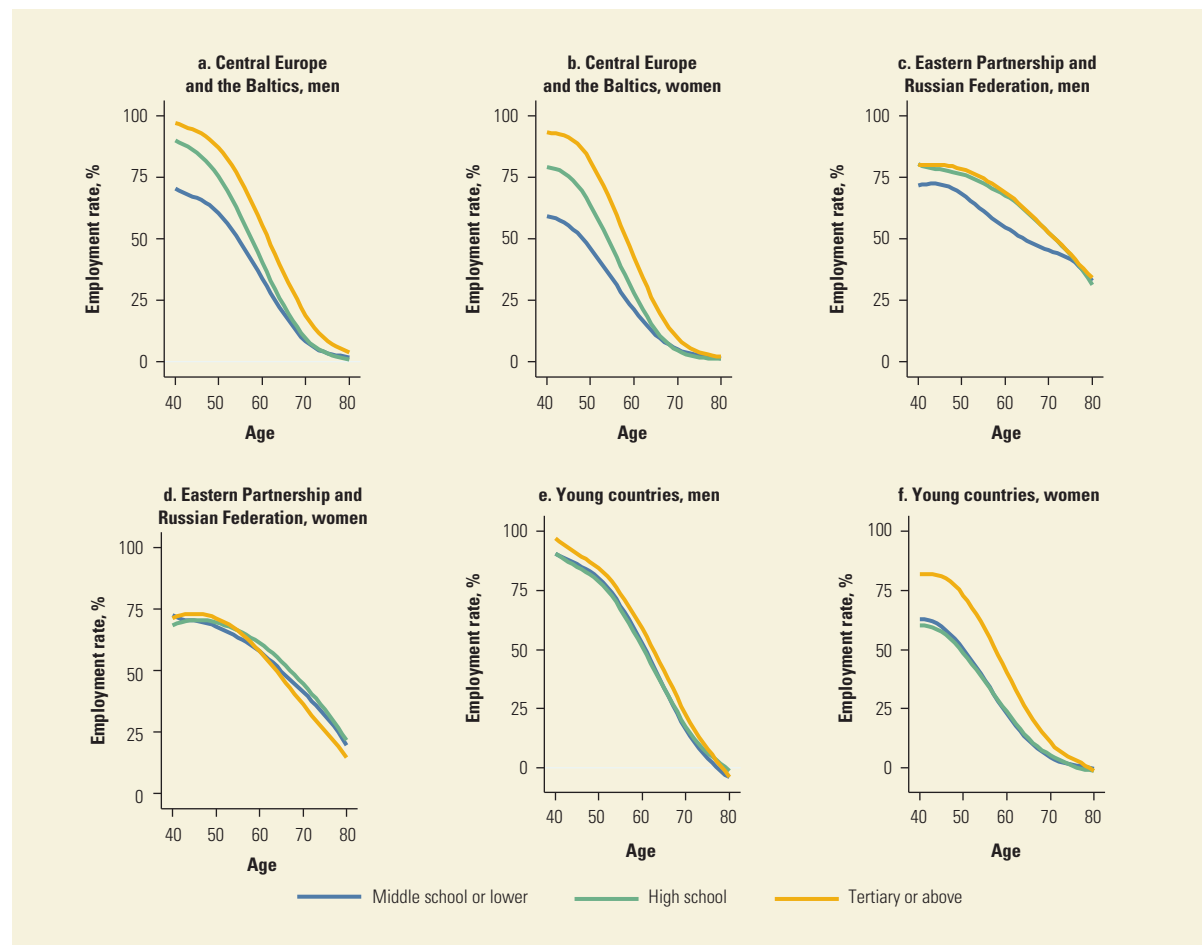 a. Central Europe
and the Baltics, men
Employment rate, %
100
75
50
25
0
40 50 60 70 80
Age
b. Central Europe
and the Baltics, women
Employment rate, %
100
75
50
25
0
40 50 60 70 80
Age
c. Eastern Partnership and
Russian Federation, men
Employment rate, %
100
75
50
25
0
40 50 60 70 80
Age
d. Eastern Partnership and
Russian Federation, women
Employment rate, %
100
75
50
25
0
40 50 60 70 80
Age
e. Young countries, men
Employment rate, %
100
75
50
25
0
40 50 60 70 80
Age
f. Young countries, women
Employment rate, %
100
75
50
25
0
40 50 60 70 80
Age
Middle school or lower
High school
Tertiary or above